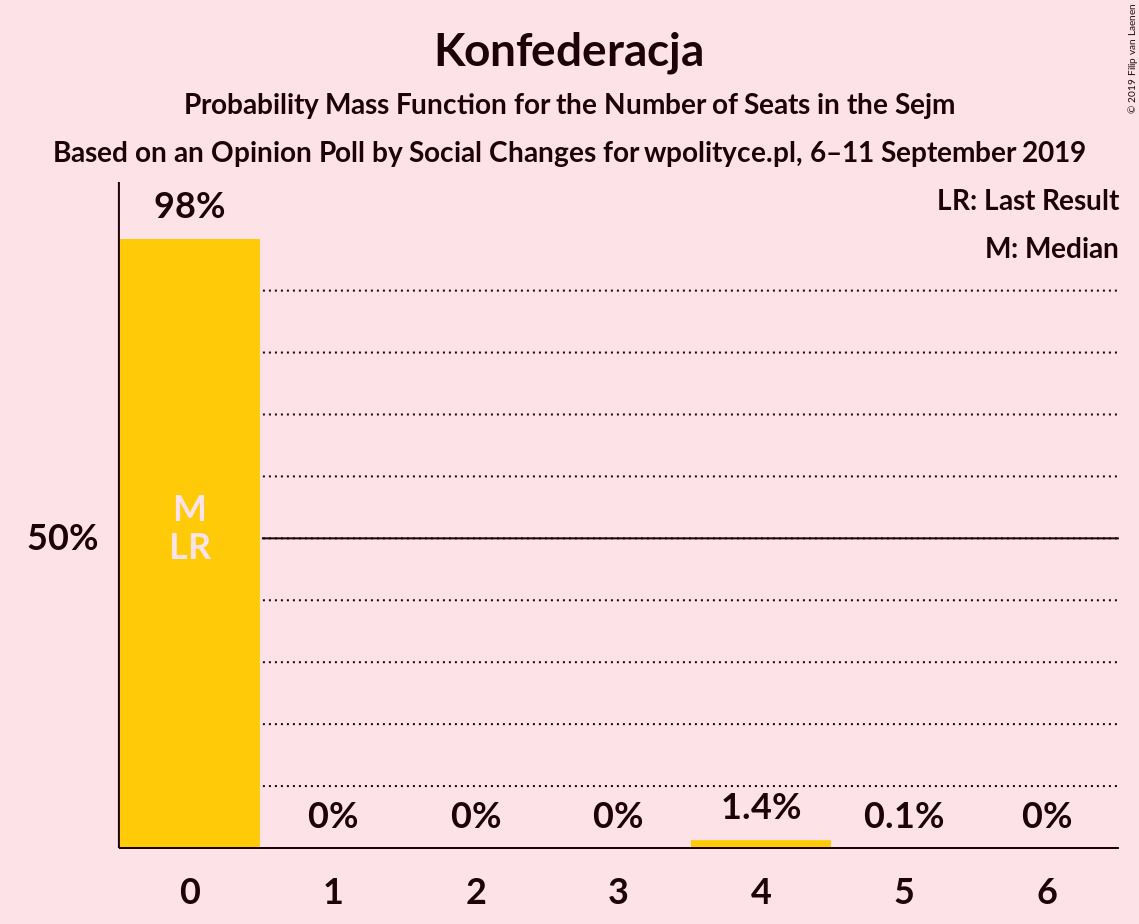 Konfederacja
Probability Mass Function for the Number of Seats in the Sejm
Based on an Opinion Poll by Social Changes for wpolityce.pl, 6–11 September 2019
© 2019 Filip van Laenen
LR: Last Result
M: Median
98%
M
LR
50%
0%
0%
0%
1.4%
0.1%
0%
0
1
2
3
4
5
6